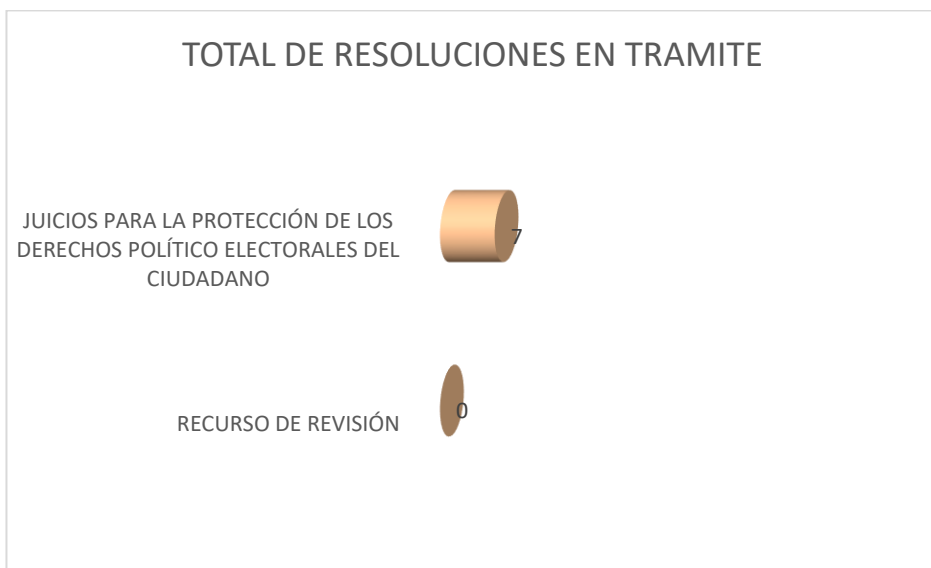 TOTAL DE RESOLUCIONES EN TRAMITE
JUICIOS PARA LA PROTECCIÓN DE LOS
DERECHOS POLÍTICO ELECTORALES DEL
CIUDADANO
7
RECURSO DE REVISIÓN
0